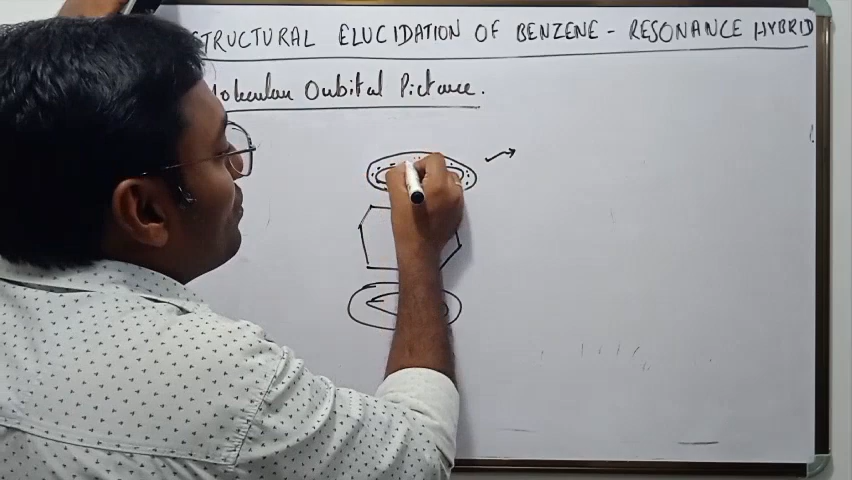 STRUCTURAL ELUCIDATION OF BENZENE - RESONANCE HYBRID
Molecular Orbital Picture.